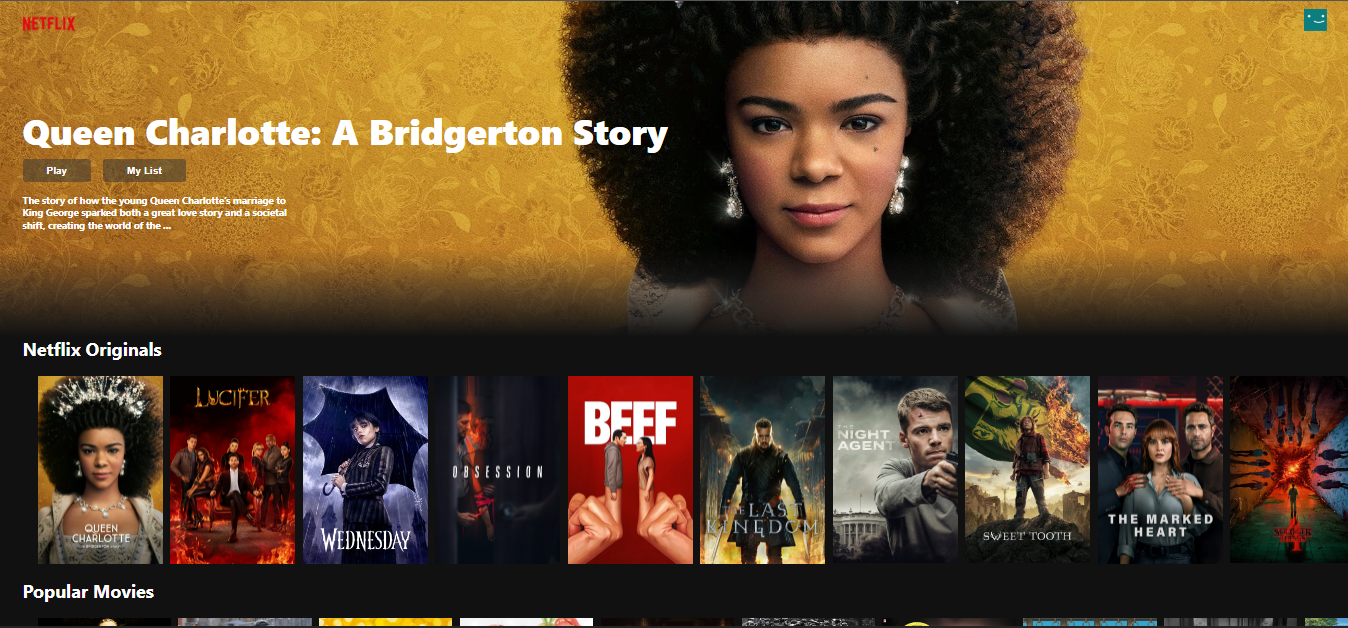 NETFLIX
Queen Charlotte: A Bridgerton Story
Play
My List
The story of how the young Queen Charlotte's marriage to
King George sparked both a great love story and a societal
shift, creating the world of the ...
Netflix Originals
QUEEN
CHARLOTTE
LUCIFER
WEDNESDAY
OBSESSION
BEEF
THE LAST
KINGDOM
THE
NIGHT
AGENT
SWEET TOOTH
THE MARKED
HEART
STRANGER
THINGS
Popular Movies